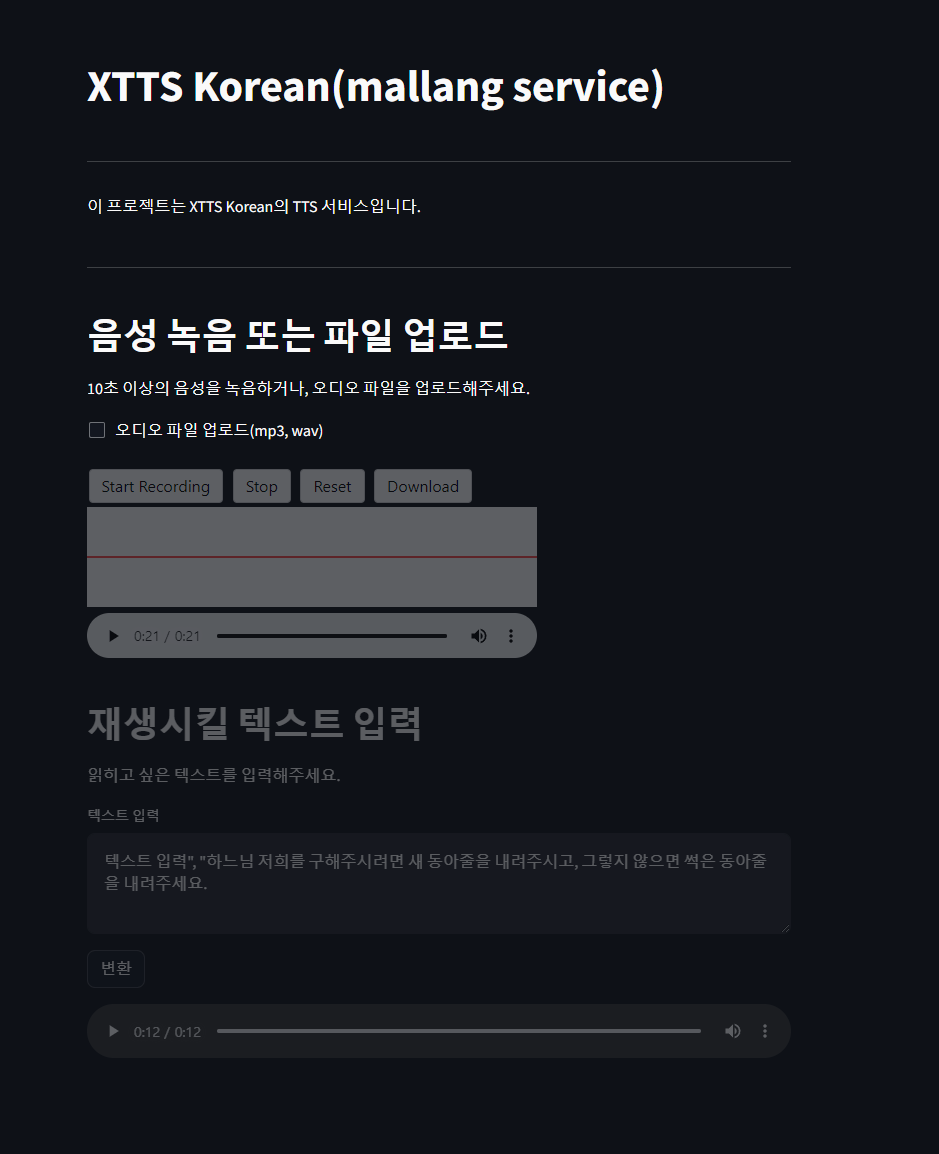 XTTS Korean(mallang service)
이 프로젝트는 XTTS Korean의 TTS 서비스입니다.
음성 녹음 또는 파일 업로드
10초 이상의 음성을 녹음하거나, 오디오 파일을 업로드해주세요.
오디오 파일 업로드(mp3, wav)
Start Recording Stop Reset Download
0:21 / 0:21
재생시킬 텍스트 입력
읽히고 싶은 텍스트를 입력해주세요.
텍스트 입력
텍스트 입력", "하느님 저희를 구해주시려면 새 동아줄을 내려주시고, 그렇지 않으면 썩은 동아줄
을 내려주세요.
변환
0:12 / 0:12